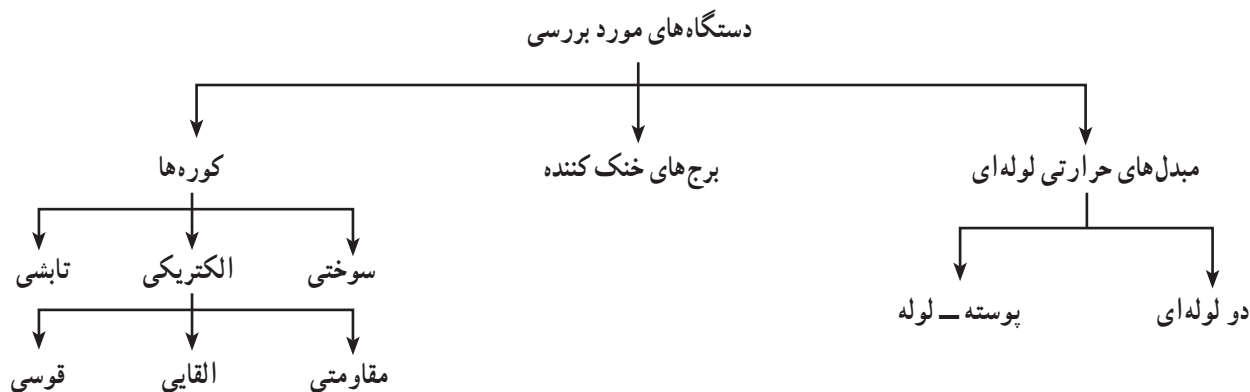 دستگاه‌های مورد بررسی
مبدل‌های حرارتی لوله‌ای
برج‌های خنک کننده
کوره‌ها
دو لوله‌ای
پوسته ــ لوله
سوختی
الکتریکی
تابشی
مقاومتی
القایی
قوسی